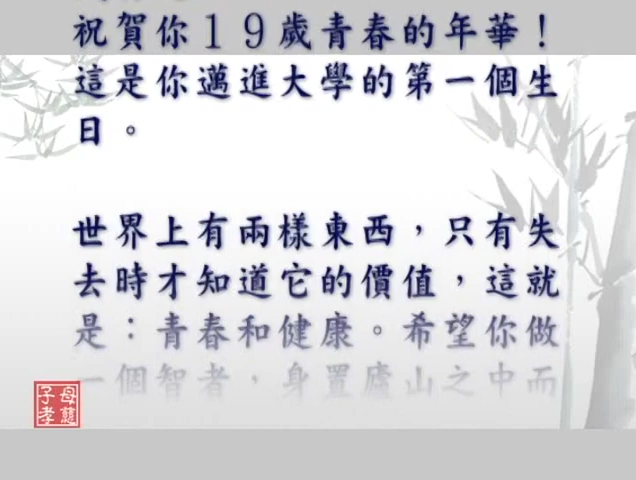 祝賀你１９歲青春的年華！
這是你邁進大學的第一個生
日。
世界上有兩樣東西，只有失
去時才知道它的價值，這就
是：青春和健康。希望你做
一個智者，身置廬山之中而
母慈
子孝